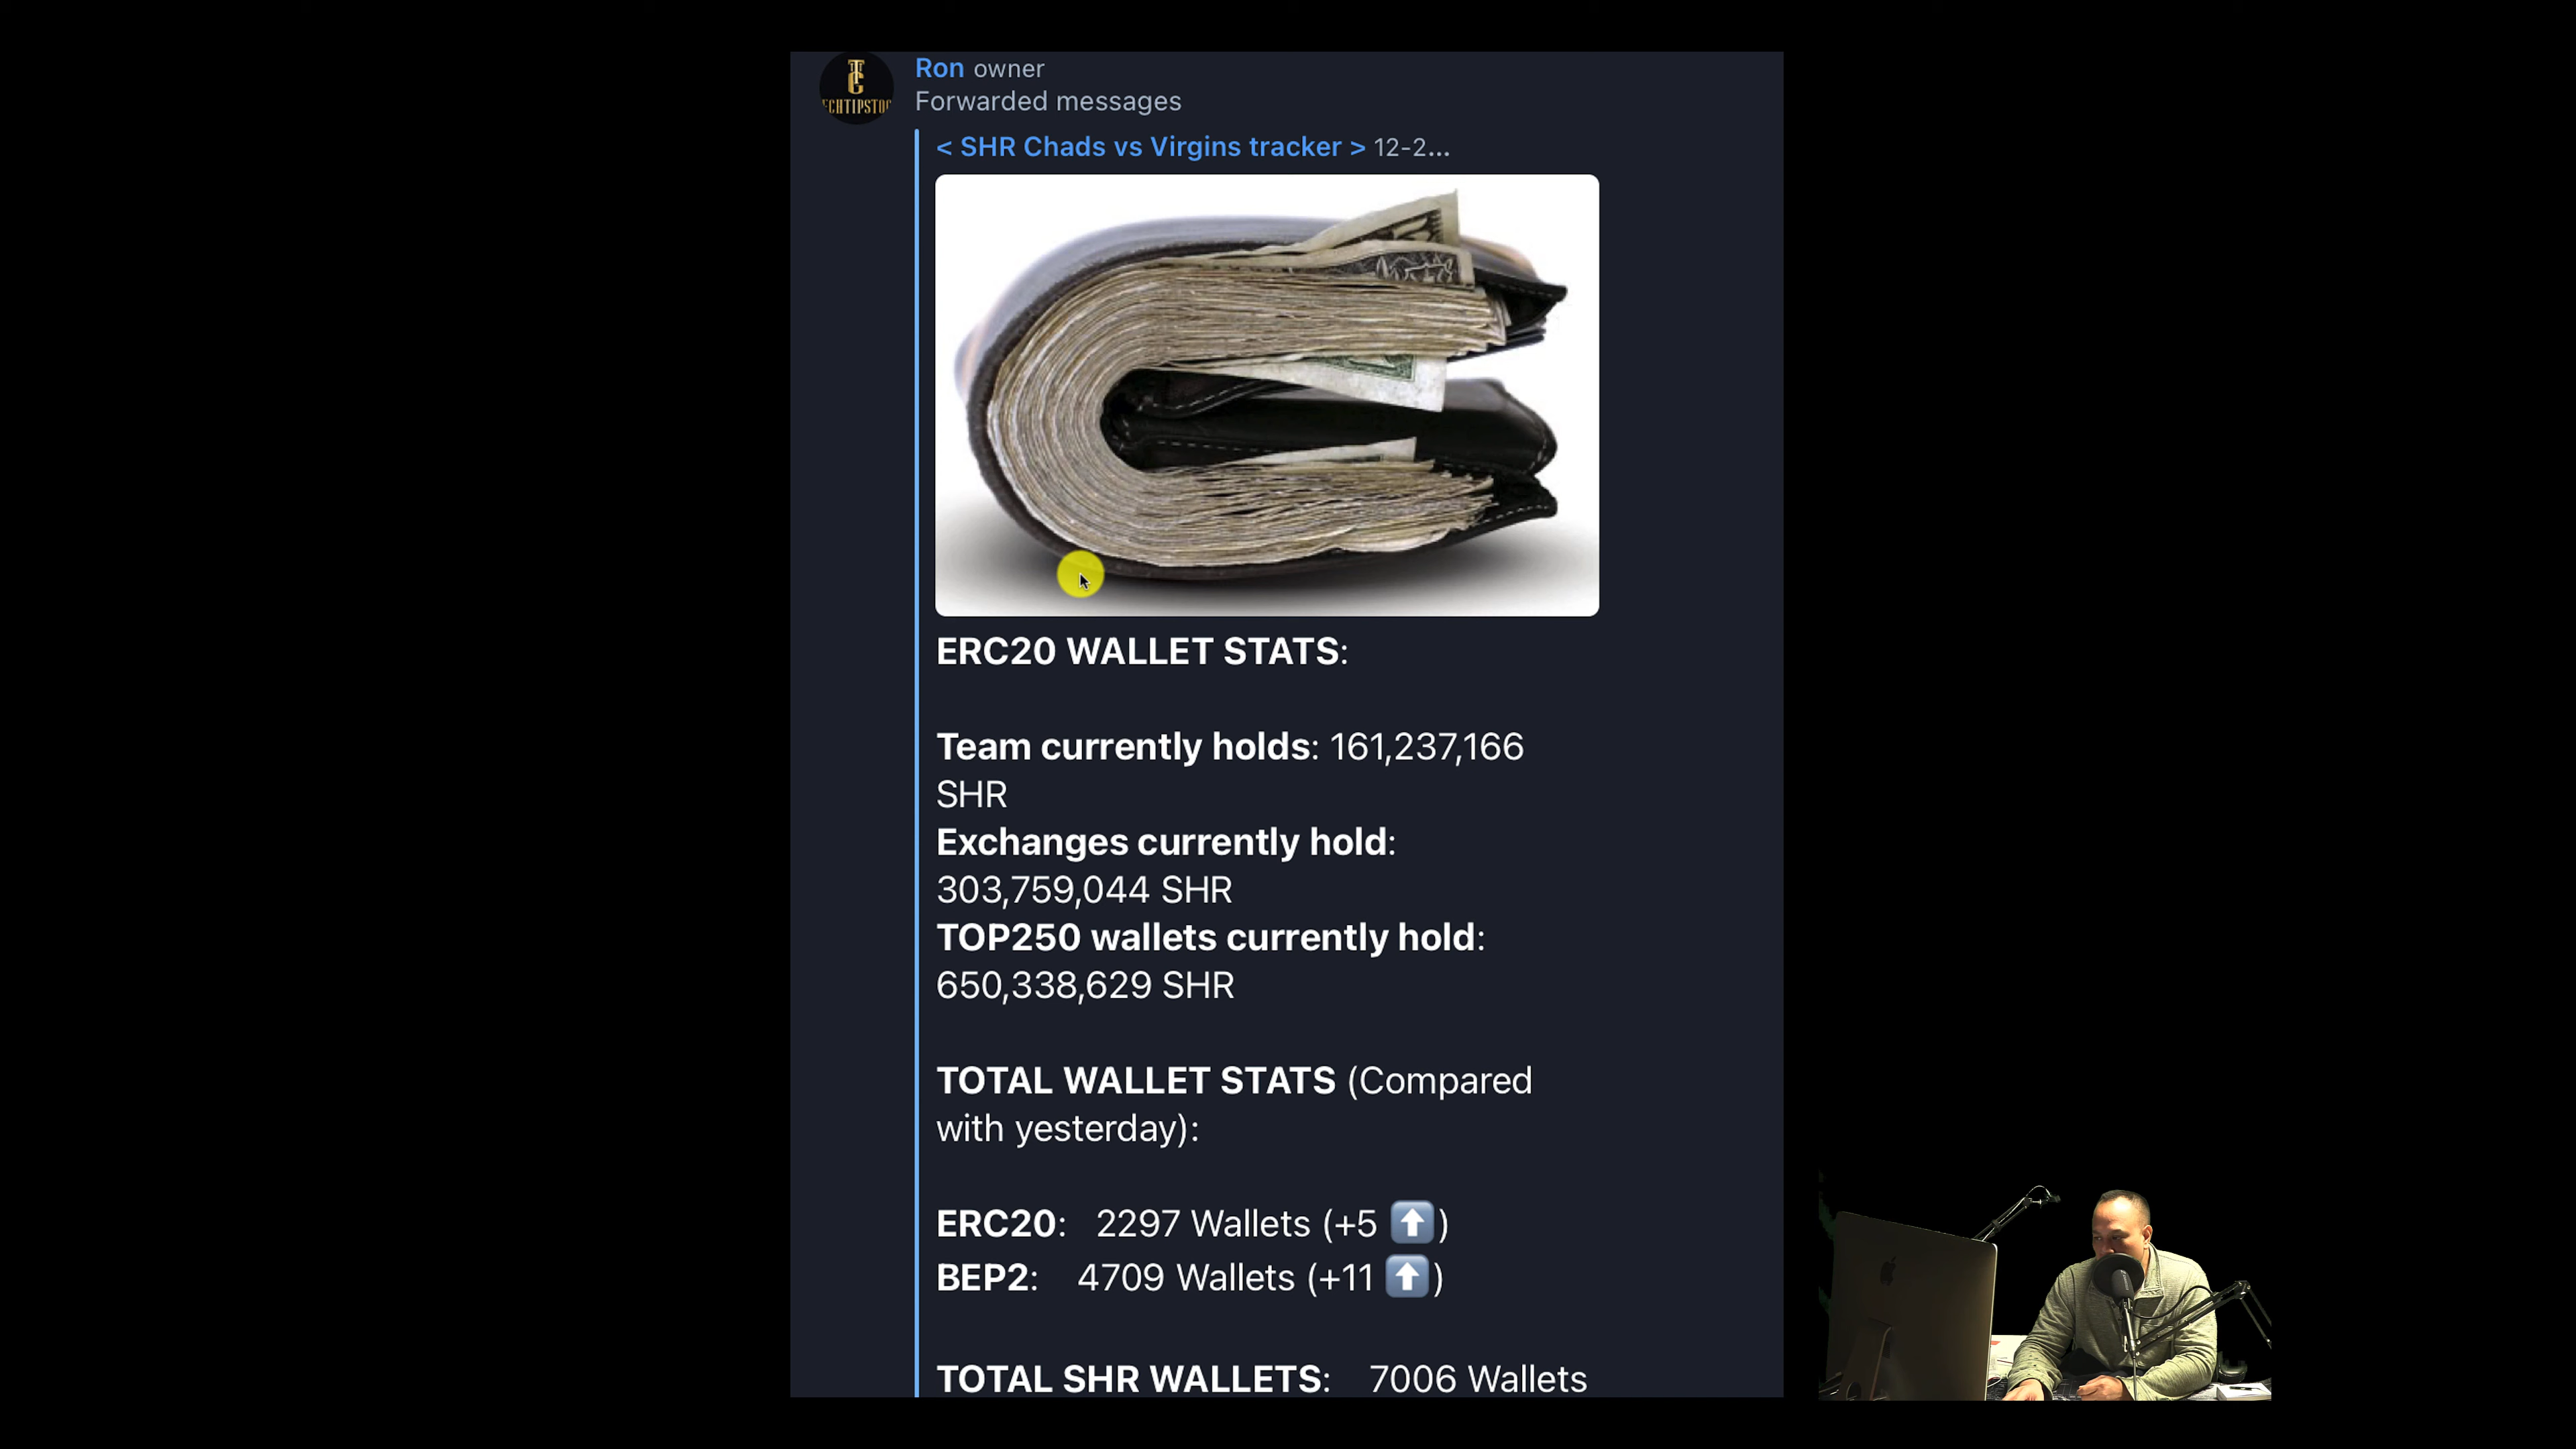 Ron owner
Forwarded messages
< SHR Chads vs Virgins tracker > 12-2...
ERC20 WALLET STATS:
Team currently holds: 161,237,166
SHR
Exchanges currently hold:
303,759,044 SHR
TOP250 wallets currently hold:
650,338,629 SHR
TOTAL WALLET STATS (Compared
with yesterday):
ERC20: 2297 Wallets (+5 ⬆️)
BEP2: 4709 Wallets (+11 ⬆️)
TOTAL SHR WALLETS: 7006 Wallets